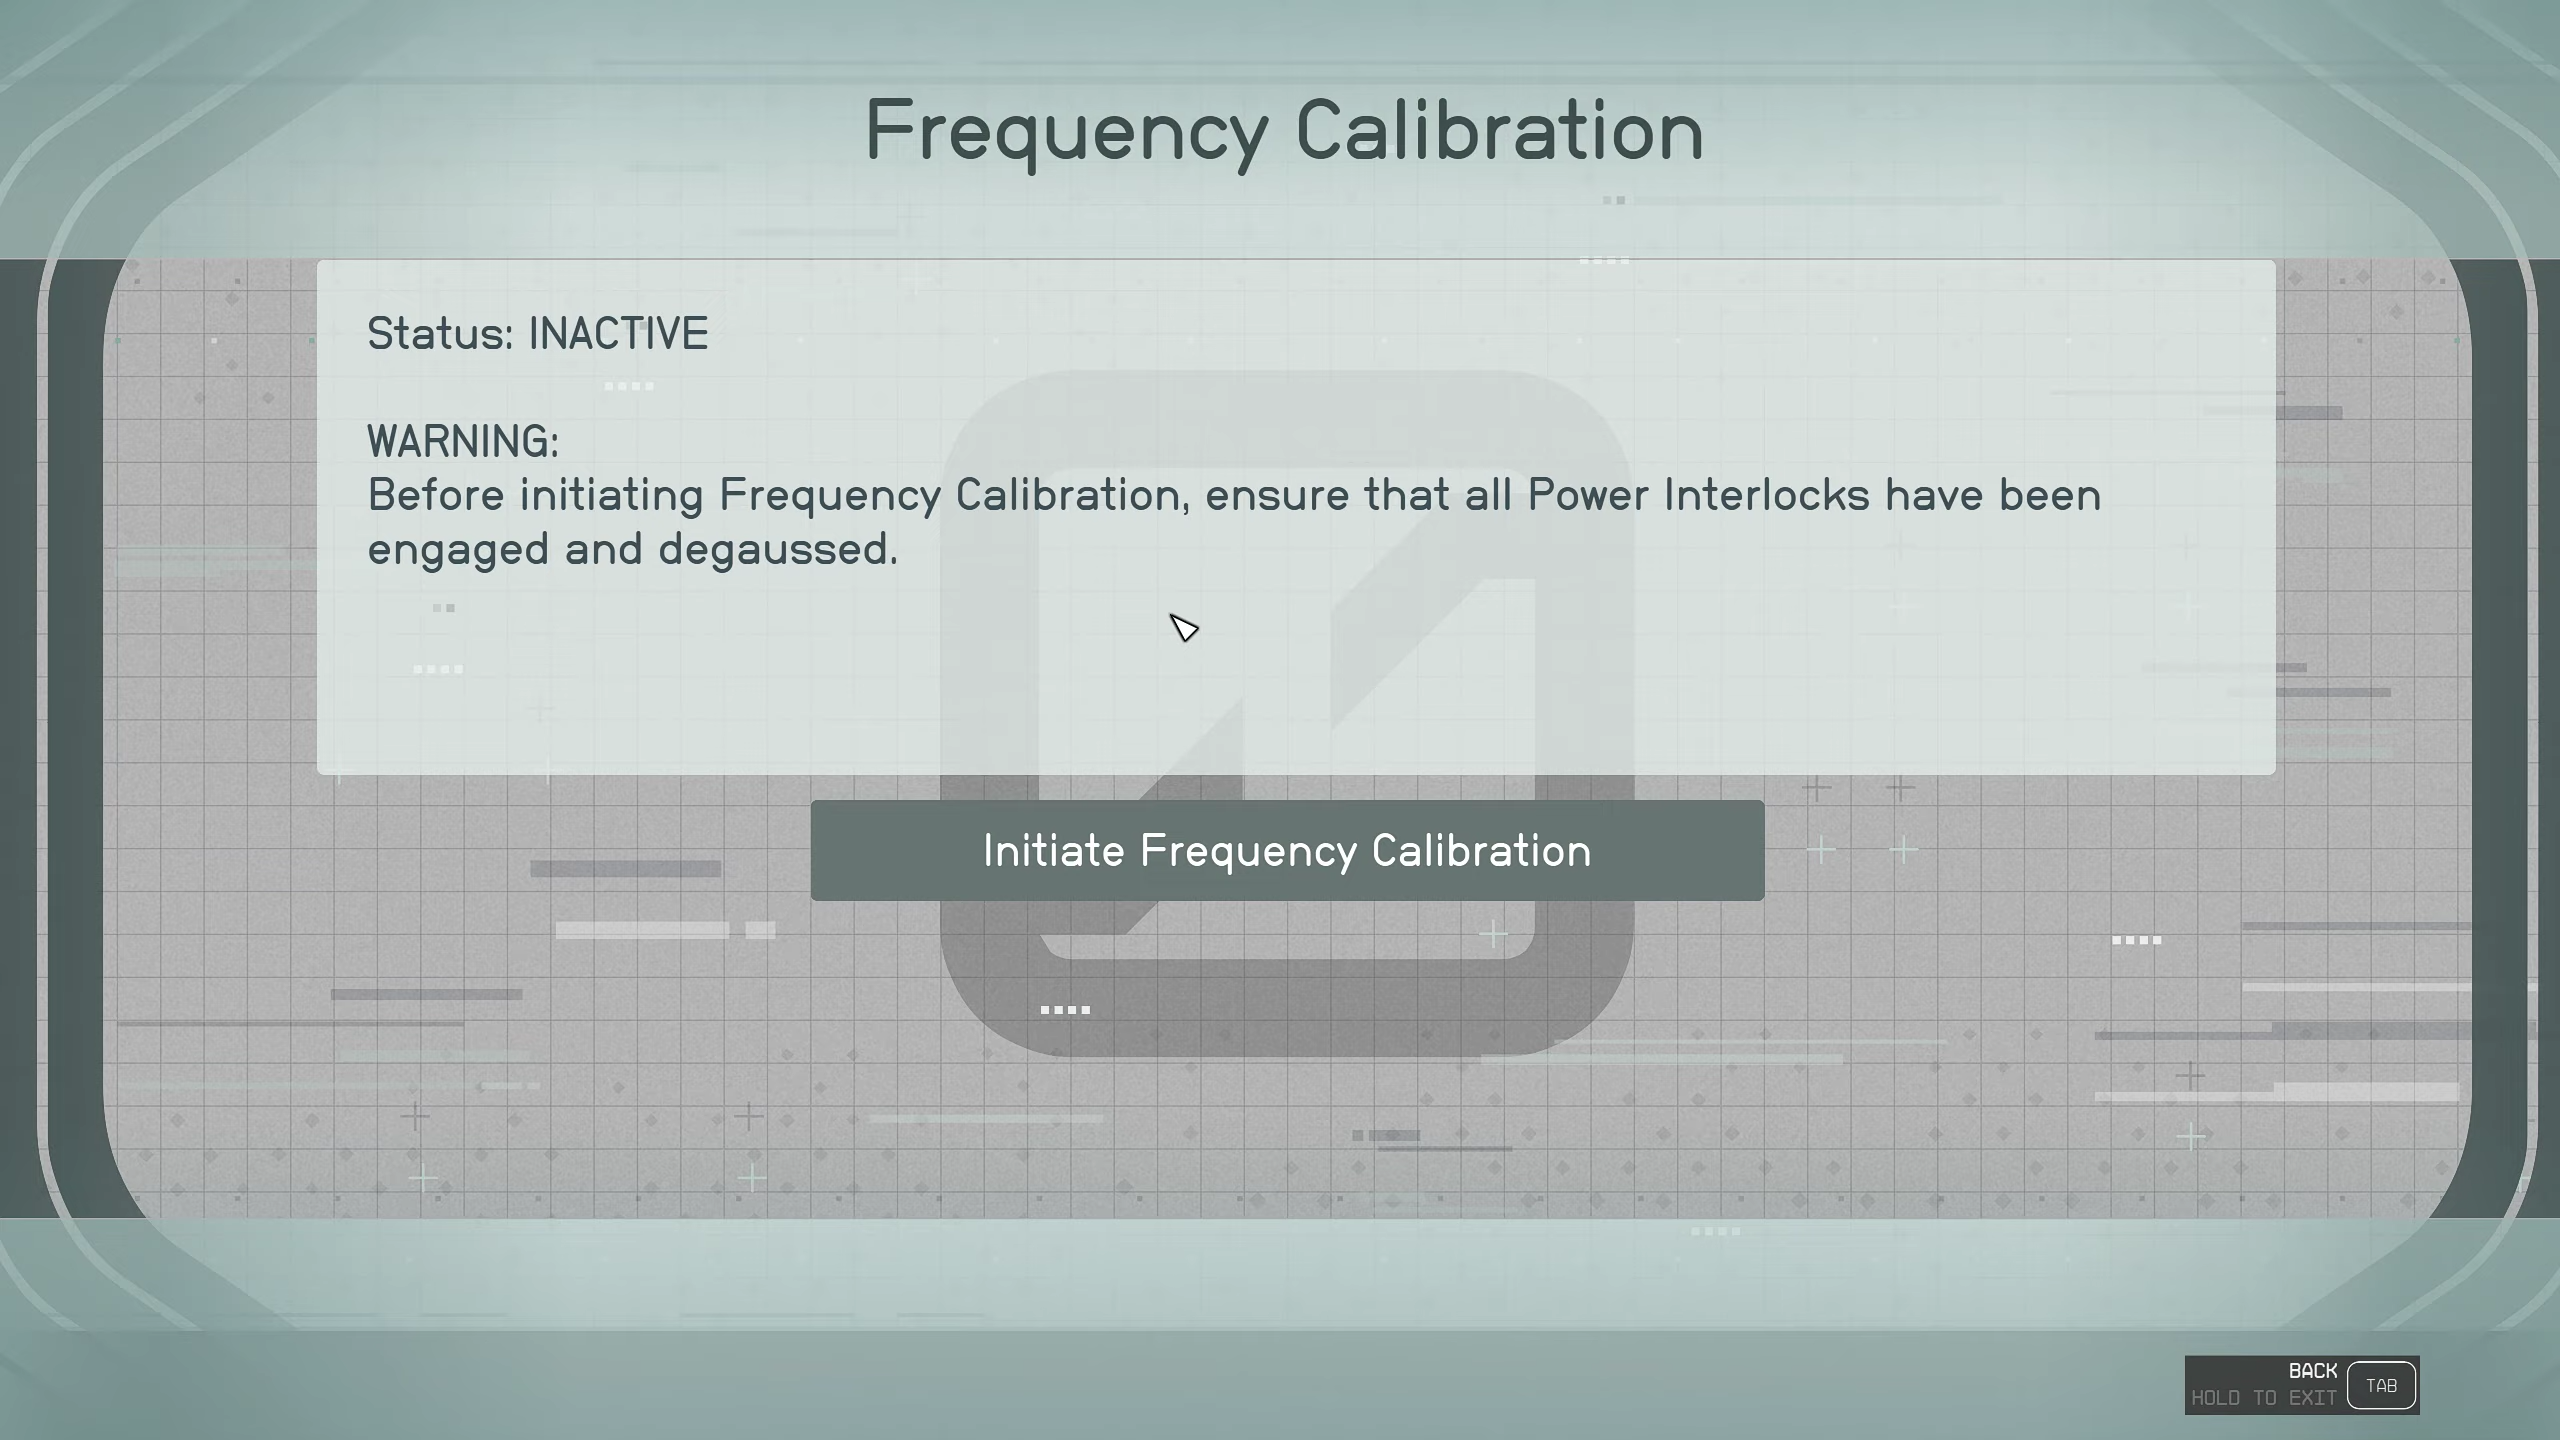 Frequency Calibration
Status: INACTIVE
WARNING:
Before initiating Frequency Calibration, ensure that all Power Interlocks have been
engaged and degaussed.
Initiate Frequency Calibration
BACK
TAB
HOLD TO EXIT